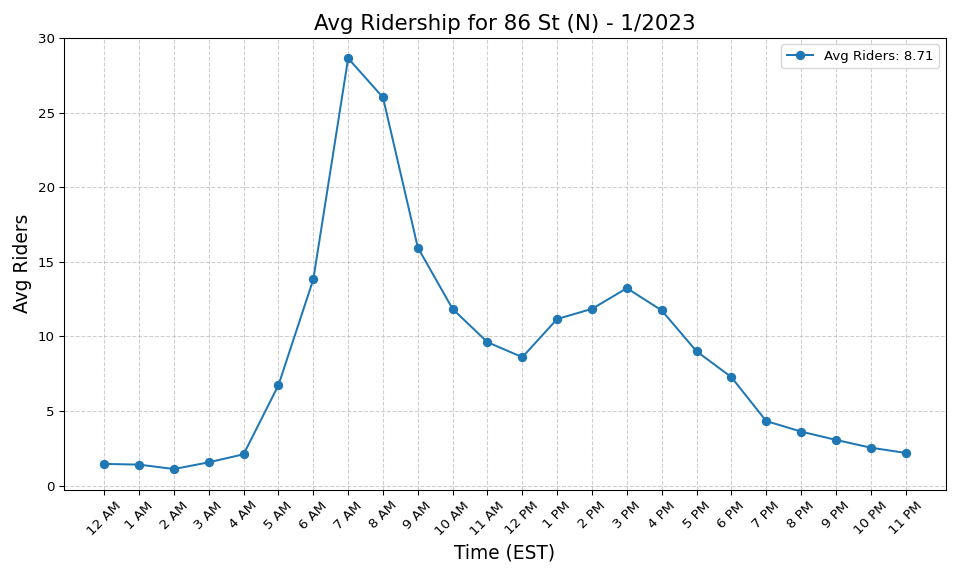 Avg Ridership for 86 St (N) - 1/2023
Avg Riders: 8.71
Avg Riders
30
25
20
15
10
5
0
12 AM
1 AM
2 AM
3 AM
4 AM
5 AM
6 AM
7 AM
8 AM
9 AM
10 AM
11 AM
12 PM
1 PM
2 PM
3 PM
4 PM
5 PM
6 PM
7 PM
8 PM
9 PM
10 PM
11 PM
Time (EST)